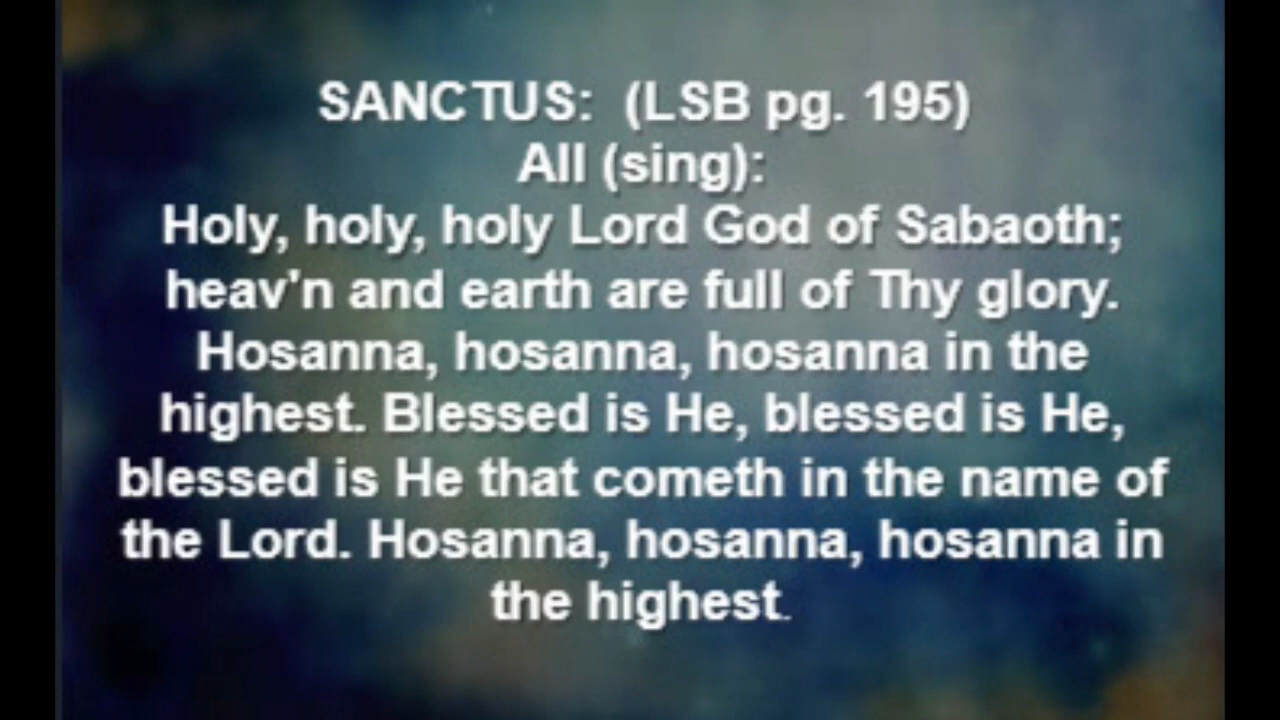 SANCTUS: (LSB pg. 195)
All (sing):
Holy, holy, holy Lord God of Sabaoth;
heav'n and earth are full of Thy glory.
Hosanna, hosanna, hosanna in the
highest. Blessed is He, blessed is He,
blessed is He that cometh in the name of
the Lord. Hosanna, hosanna, hosanna in
the highest.